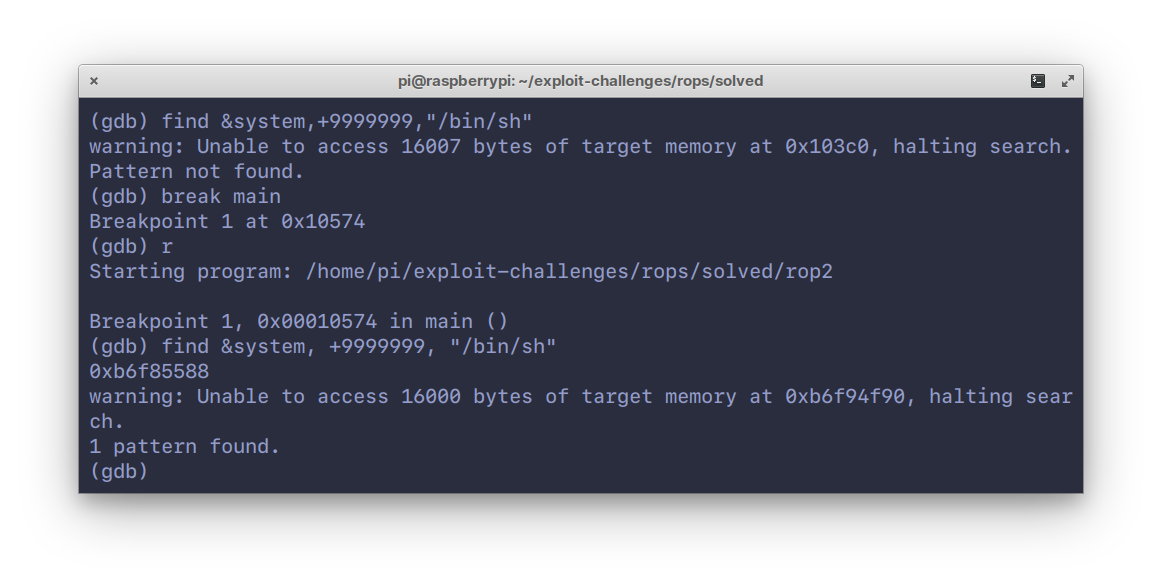 pi@raspberrypi: ~/exploit-challenges/rops/solved
(gdb) find &system,+9999999,"/bin/sh"
warning: Unable to access 16007 bytes of target memory at 0x103c0, halting search.
Pattern not found.
(gdb) break main
Breakpoint 1 at 0x10574
(gdb) r
Starting program: /home/pi/exploit-challenges/rops/solved/rop2
Breakpoint 1, 0x00010574 in main ()
(gdb) find &system, +9999999, "/bin/sh"
0xb6f85588
warning: Unable to access 16000 bytes of target memory at 0xb6f94f90, halting sear
ch.
1 pattern found.
(gdb)